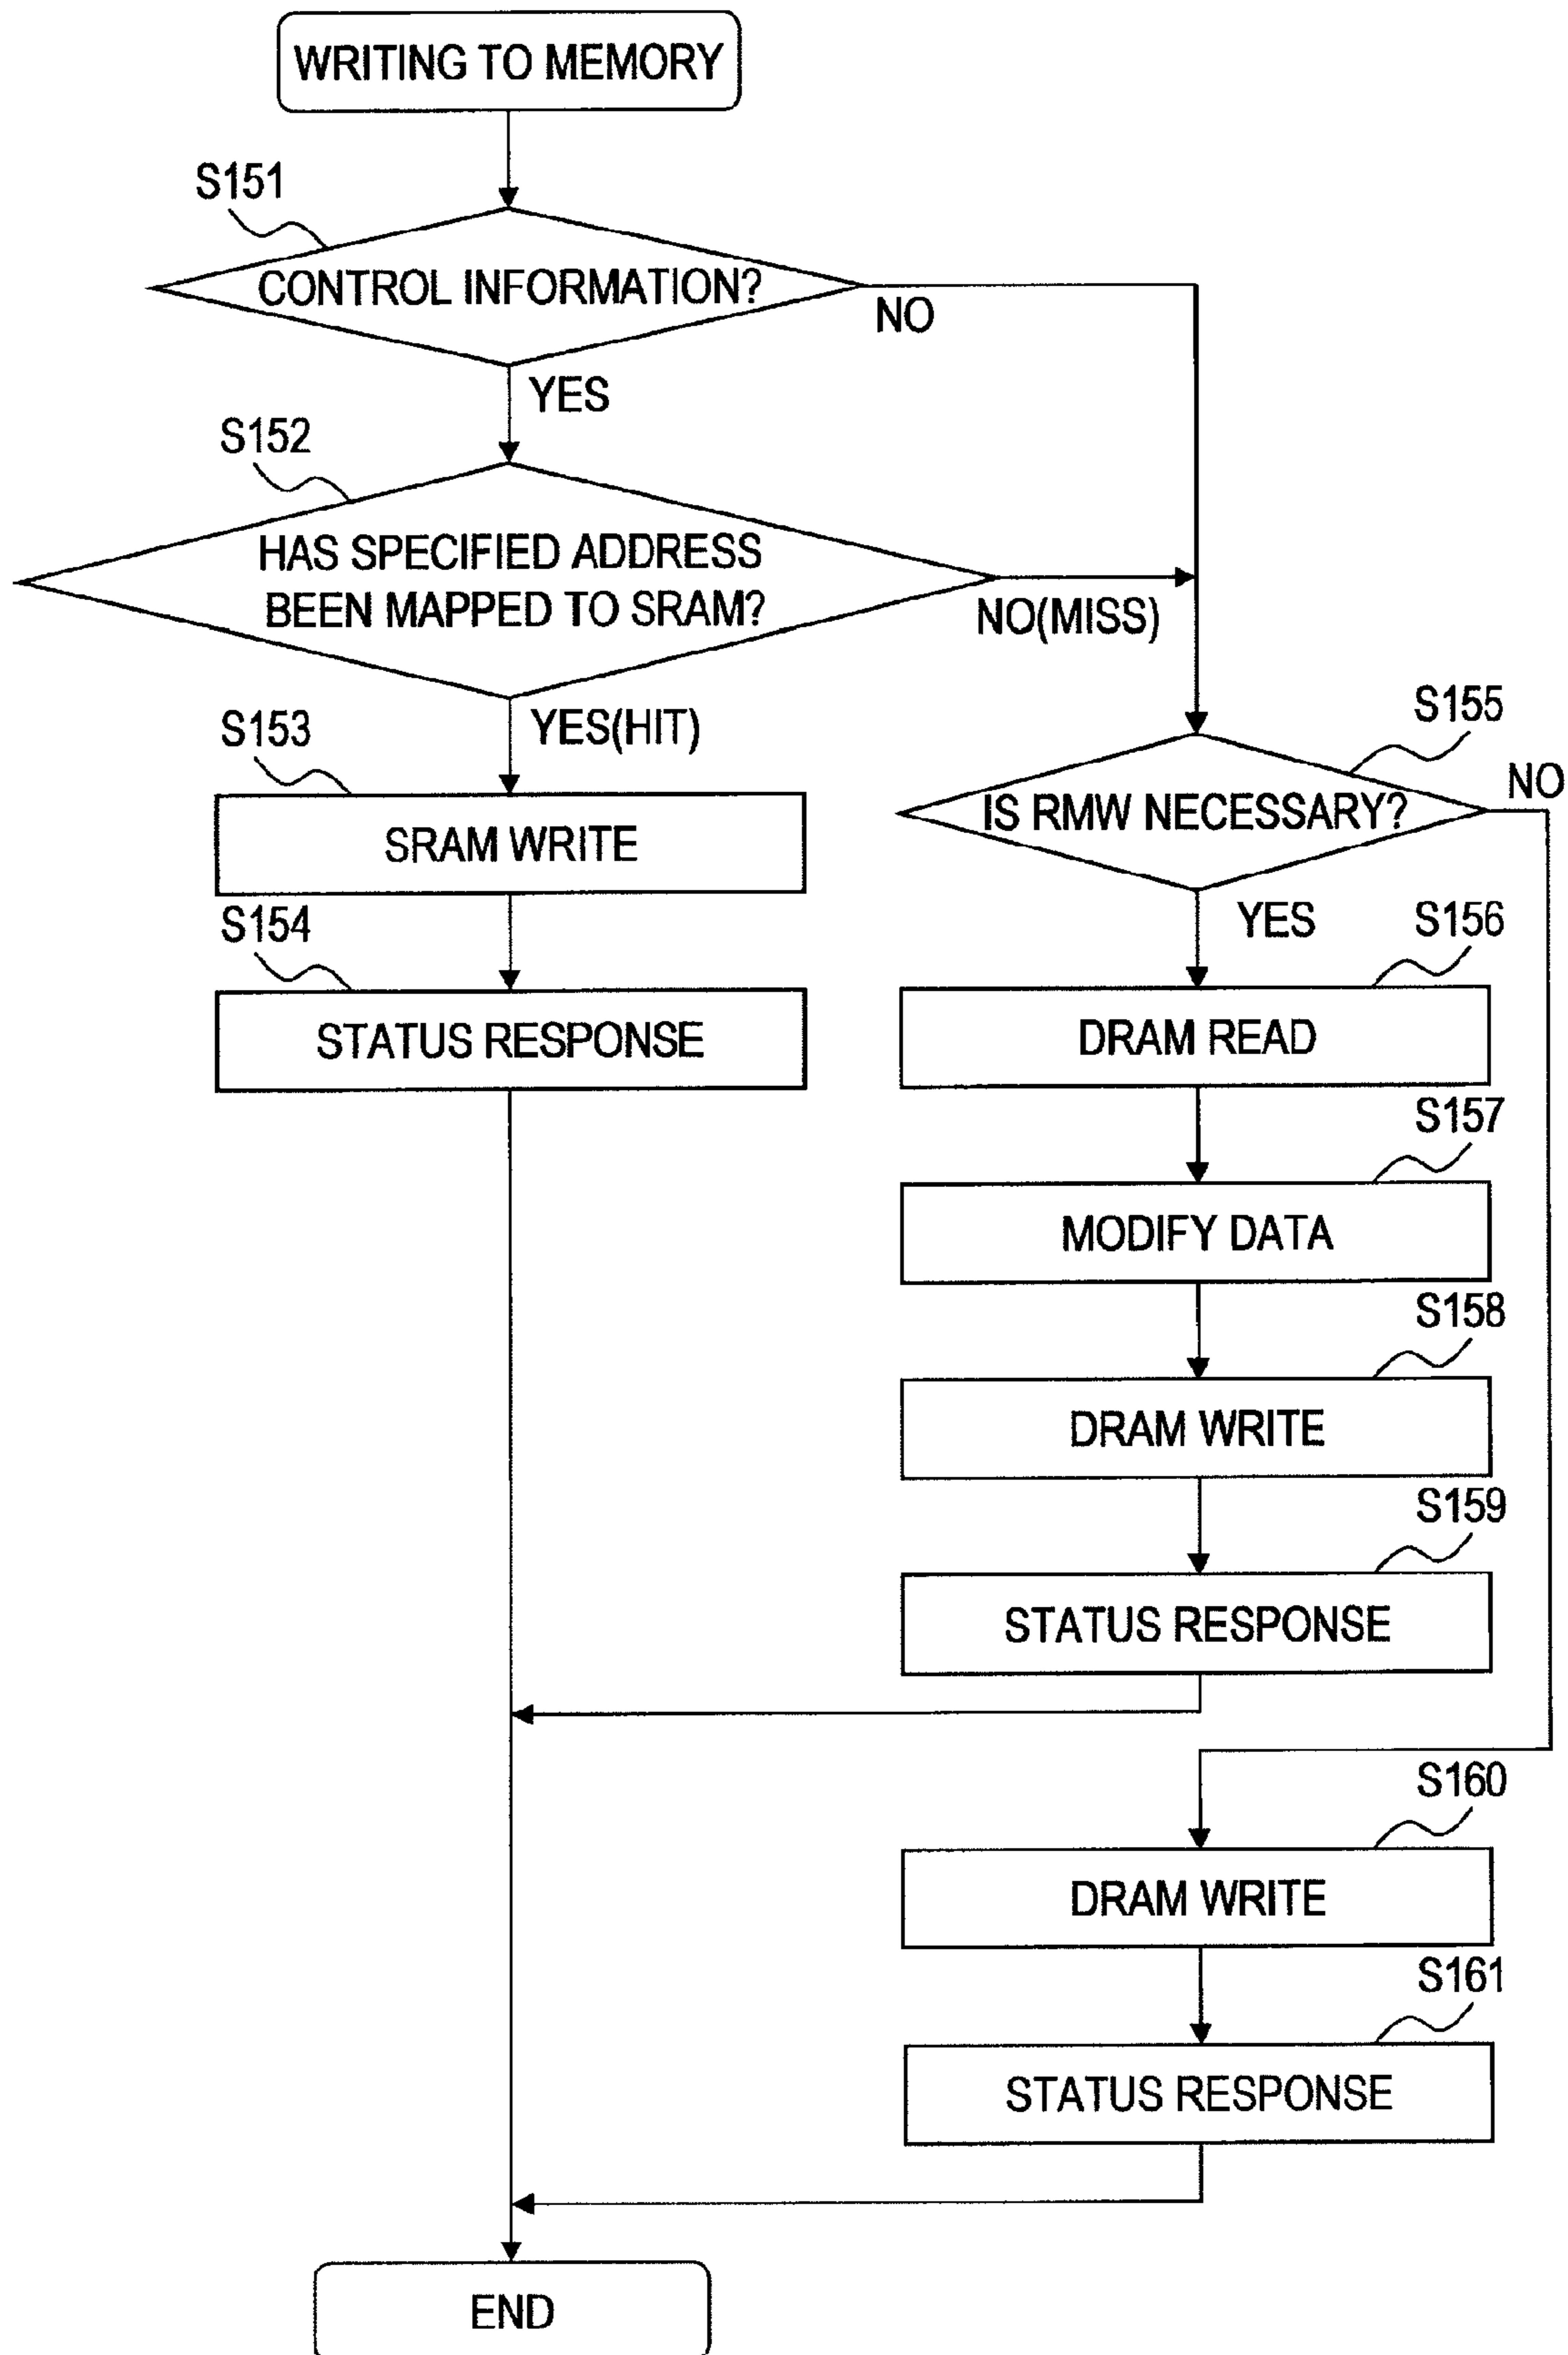 WRITING TO MEMORY
S151
CONTROL INFORMATION?
NO
YES
S152
HAS SPECIFIED ADDRESS
BEEN MAPPED TO SRAM?
NO(MISS)
YES(HIT)
S153
SRAM WRITE
S154
STATUS RESPONSE
S155
IS RMW NECESSARY?
NO
YES
S156
DRAM READ
S157
MODIFY DATA
S158
DRAM WRITE
S159
STATUS RESPONSE
S160
DRAM WRITE
S161
STATUS RESPONSE
END